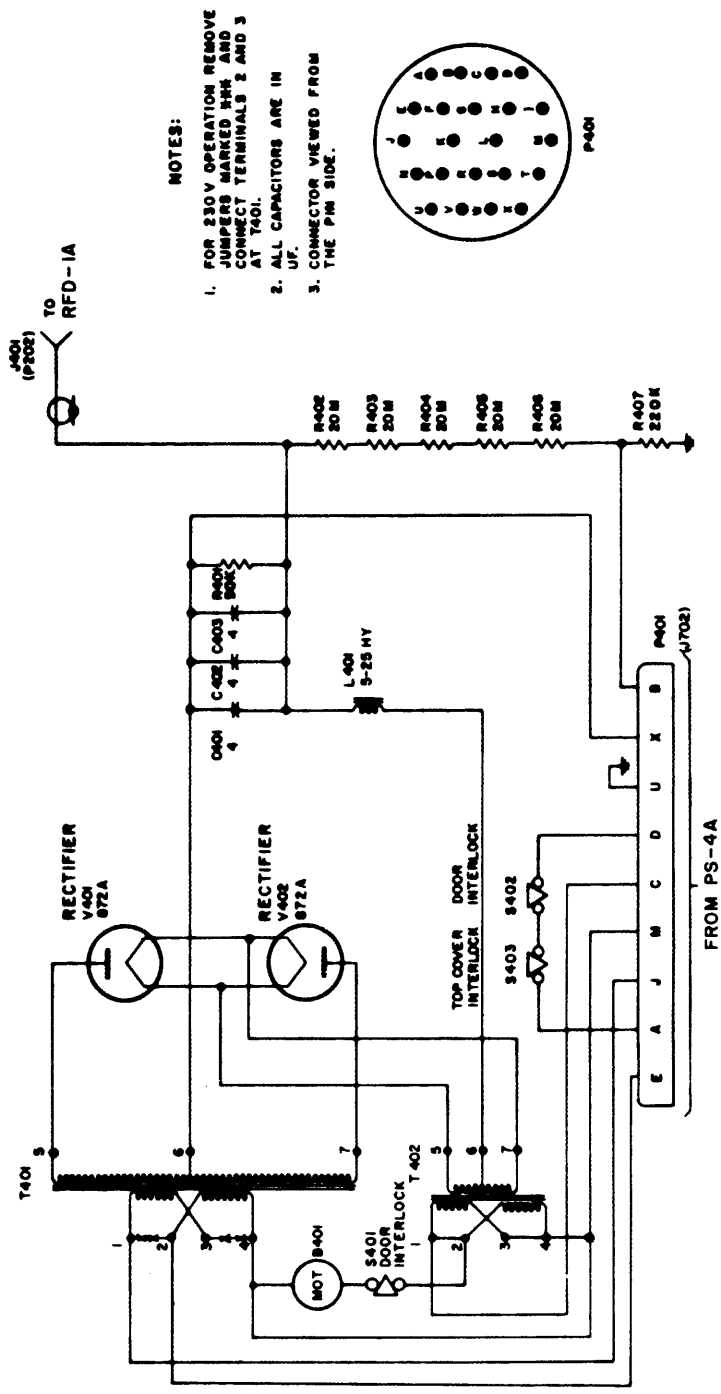 NOTES:
1. FOR 230V OPERATION REMOVE
JUMPERS MARKED ✱✱✱ AND
CONNECT TERMINALS 2 AND 3
AT T401.
2. ALL CAPACITORS ARE IN
UF.
3. CONNECTOR VIEWED FROM
THE PIN SIDE.
J401
(P202)
TO
RFD-1A
A
B
C
D
E
F
G
H
I
J
K
L
M
N
P
R
S
T
U
V
W
X
P401
T401
5
6
7
1
2
3
4
RECTIFIER
V401
872A
RECTIFIER
V402
872A
C401
4
C402
4
C403
4
R401
50K
L401
5-25 HY
R402
20M
R403
20M
R404
20M
R405
20M
R406
20M
R407
220K
MOT
B401
S401
DOOR
INTERLOCK
T402
5
6
7
1
2
3
4
TOP COVER
INTERLOCK
S403
DOOR
INTERLOCK
S402
E
A
J
M
C
D
U
X
B
P401
(J702)
FROM PS-4A